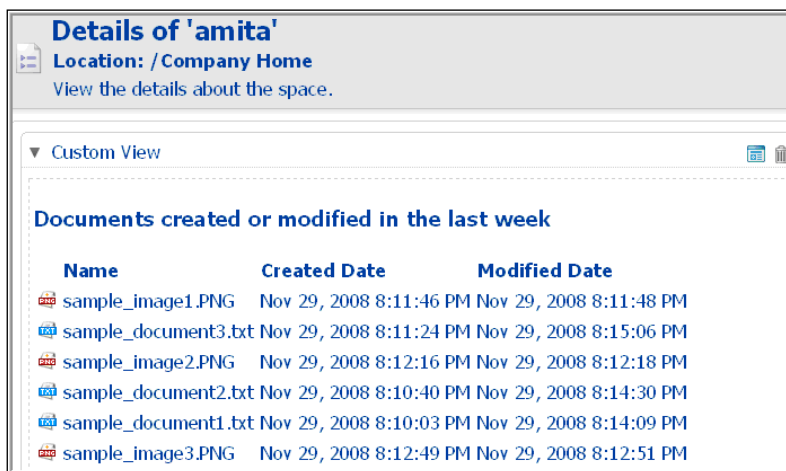 Details of 'amita'
Location: /Company Home
View the details about the space.
Custom View
Documents created or modified in the last week
Name Created Date Modified Date
PNG sample_image1.PNG Nov 29, 2008 8:11:46 PM Nov 29, 2008 8:11:48 PM
TXT sample_document3.txt Nov 29, 2008 8:11:24 PM Nov 29, 2008 8:15:06 PM
PNG sample_image2.PNG Nov 29, 2008 8:12:16 PM Nov 29, 2008 8:12:18 PM
TXT sample_document2.txt Nov 29, 2008 8:10:40 PM Nov 29, 2008 8:14:30 PM
TXT sample_document1.txt Nov 29, 2008 8:10:03 PM Nov 29, 2008 8:14:09 PM
PNG sample_image3.PNG Nov 29, 2008 8:12:49 PM Nov 29, 2008 8:12:51 PM